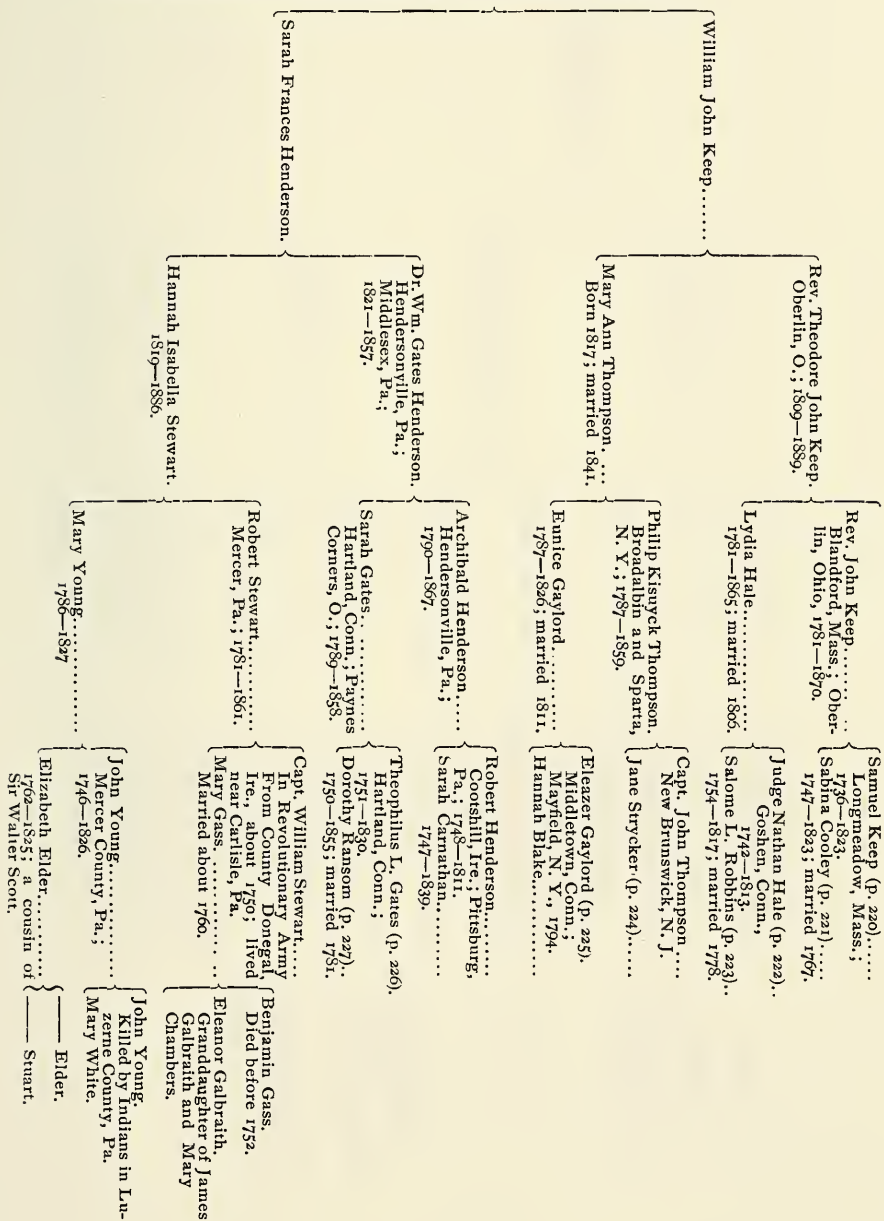 William John Keep.......
Sarah Frances Henderson.
Rev. Theodore John Keep.
Oberlin, O.; 1809—1889.
Mary Ann Thompson. ...
Born 1817; married 1841.
Dr. Wm. Gates Henderson.
Hendersonville, Pa.;
Middlesex, Pa.;
1821—1857.
Hannah Isabella Stewart.
1819—1886.
Rev. John Keep....... ..
Blandford, Mass.; Ober-
lin, Ohio, 1781—1870.
Lydia Hale..............
1781—1865; married 1806.
Philip Kisuyck Thompson.
Broadalbin and Sparta,
N. Y.; 1787—1859.
Eunice Gaylord...........
1787—1826; married 1811.
Archibald Henderson.....
Hendersonville, Pa.;
1790—1867.
Sarah Gates.. ...........
Hartland, Conn.; Paynes
Corners, O.; 1789—1858.
Robert Stewart...........
Mercer, Pa.; 1781—1861.
Mary Young...............
1786—1827
Samuel Keep (p. 220)......
Longmeadow, Mass.;
1736—1823.
Sabina Cooley (p. 221).....
1747—1823; married 1767.
Judge Nathan Hale (p. 222)..
Goshen, Conn.,
1742—1813.
Salome L. Robbins (p. 223)..
1754—1817; married 1778.
Capt. John Thompson ....
New Brunswick, N. J.
Jane Strycker (p. 224)......
Eleazer Gaylord (p. 225).
Middletown, Conn.;
Mayfield, N. Y., 1794.
Hannah Blake............
Robert Henderson........
Cootshill, Ire.; Pittsburg,
Pa.; 1748—1811.
Sarah Carnathan.........
1747—1839.
Theophilus L. Gates (p. 226).
Hartland, Conn.;
1751—1830.
Dorothy Ransom (p. 227)..
1750—1855; married 1781.
Capt. William Stewart.....
In Revolutionary Army
From County Donegal,
Ire., about 1750; lived
near Carlisle, Pa.
Mary Gass. ............ ..
Married about 1760.
John Young..............
Mercer County, Pa.;
1746—1826.
Elizabeth Elder...........
1762—1825; a cousin of
Sir Walter Scott.
Benjamin Gass.
Died before 1752.
Eleanor Galbraith.
Granddaughter of James
Galbraith and Mary
Chambers.
John Young.
Killed by Indians in Lu-
zerne County, Pa.
Mary White.
—— Elder.
—— Stuart.